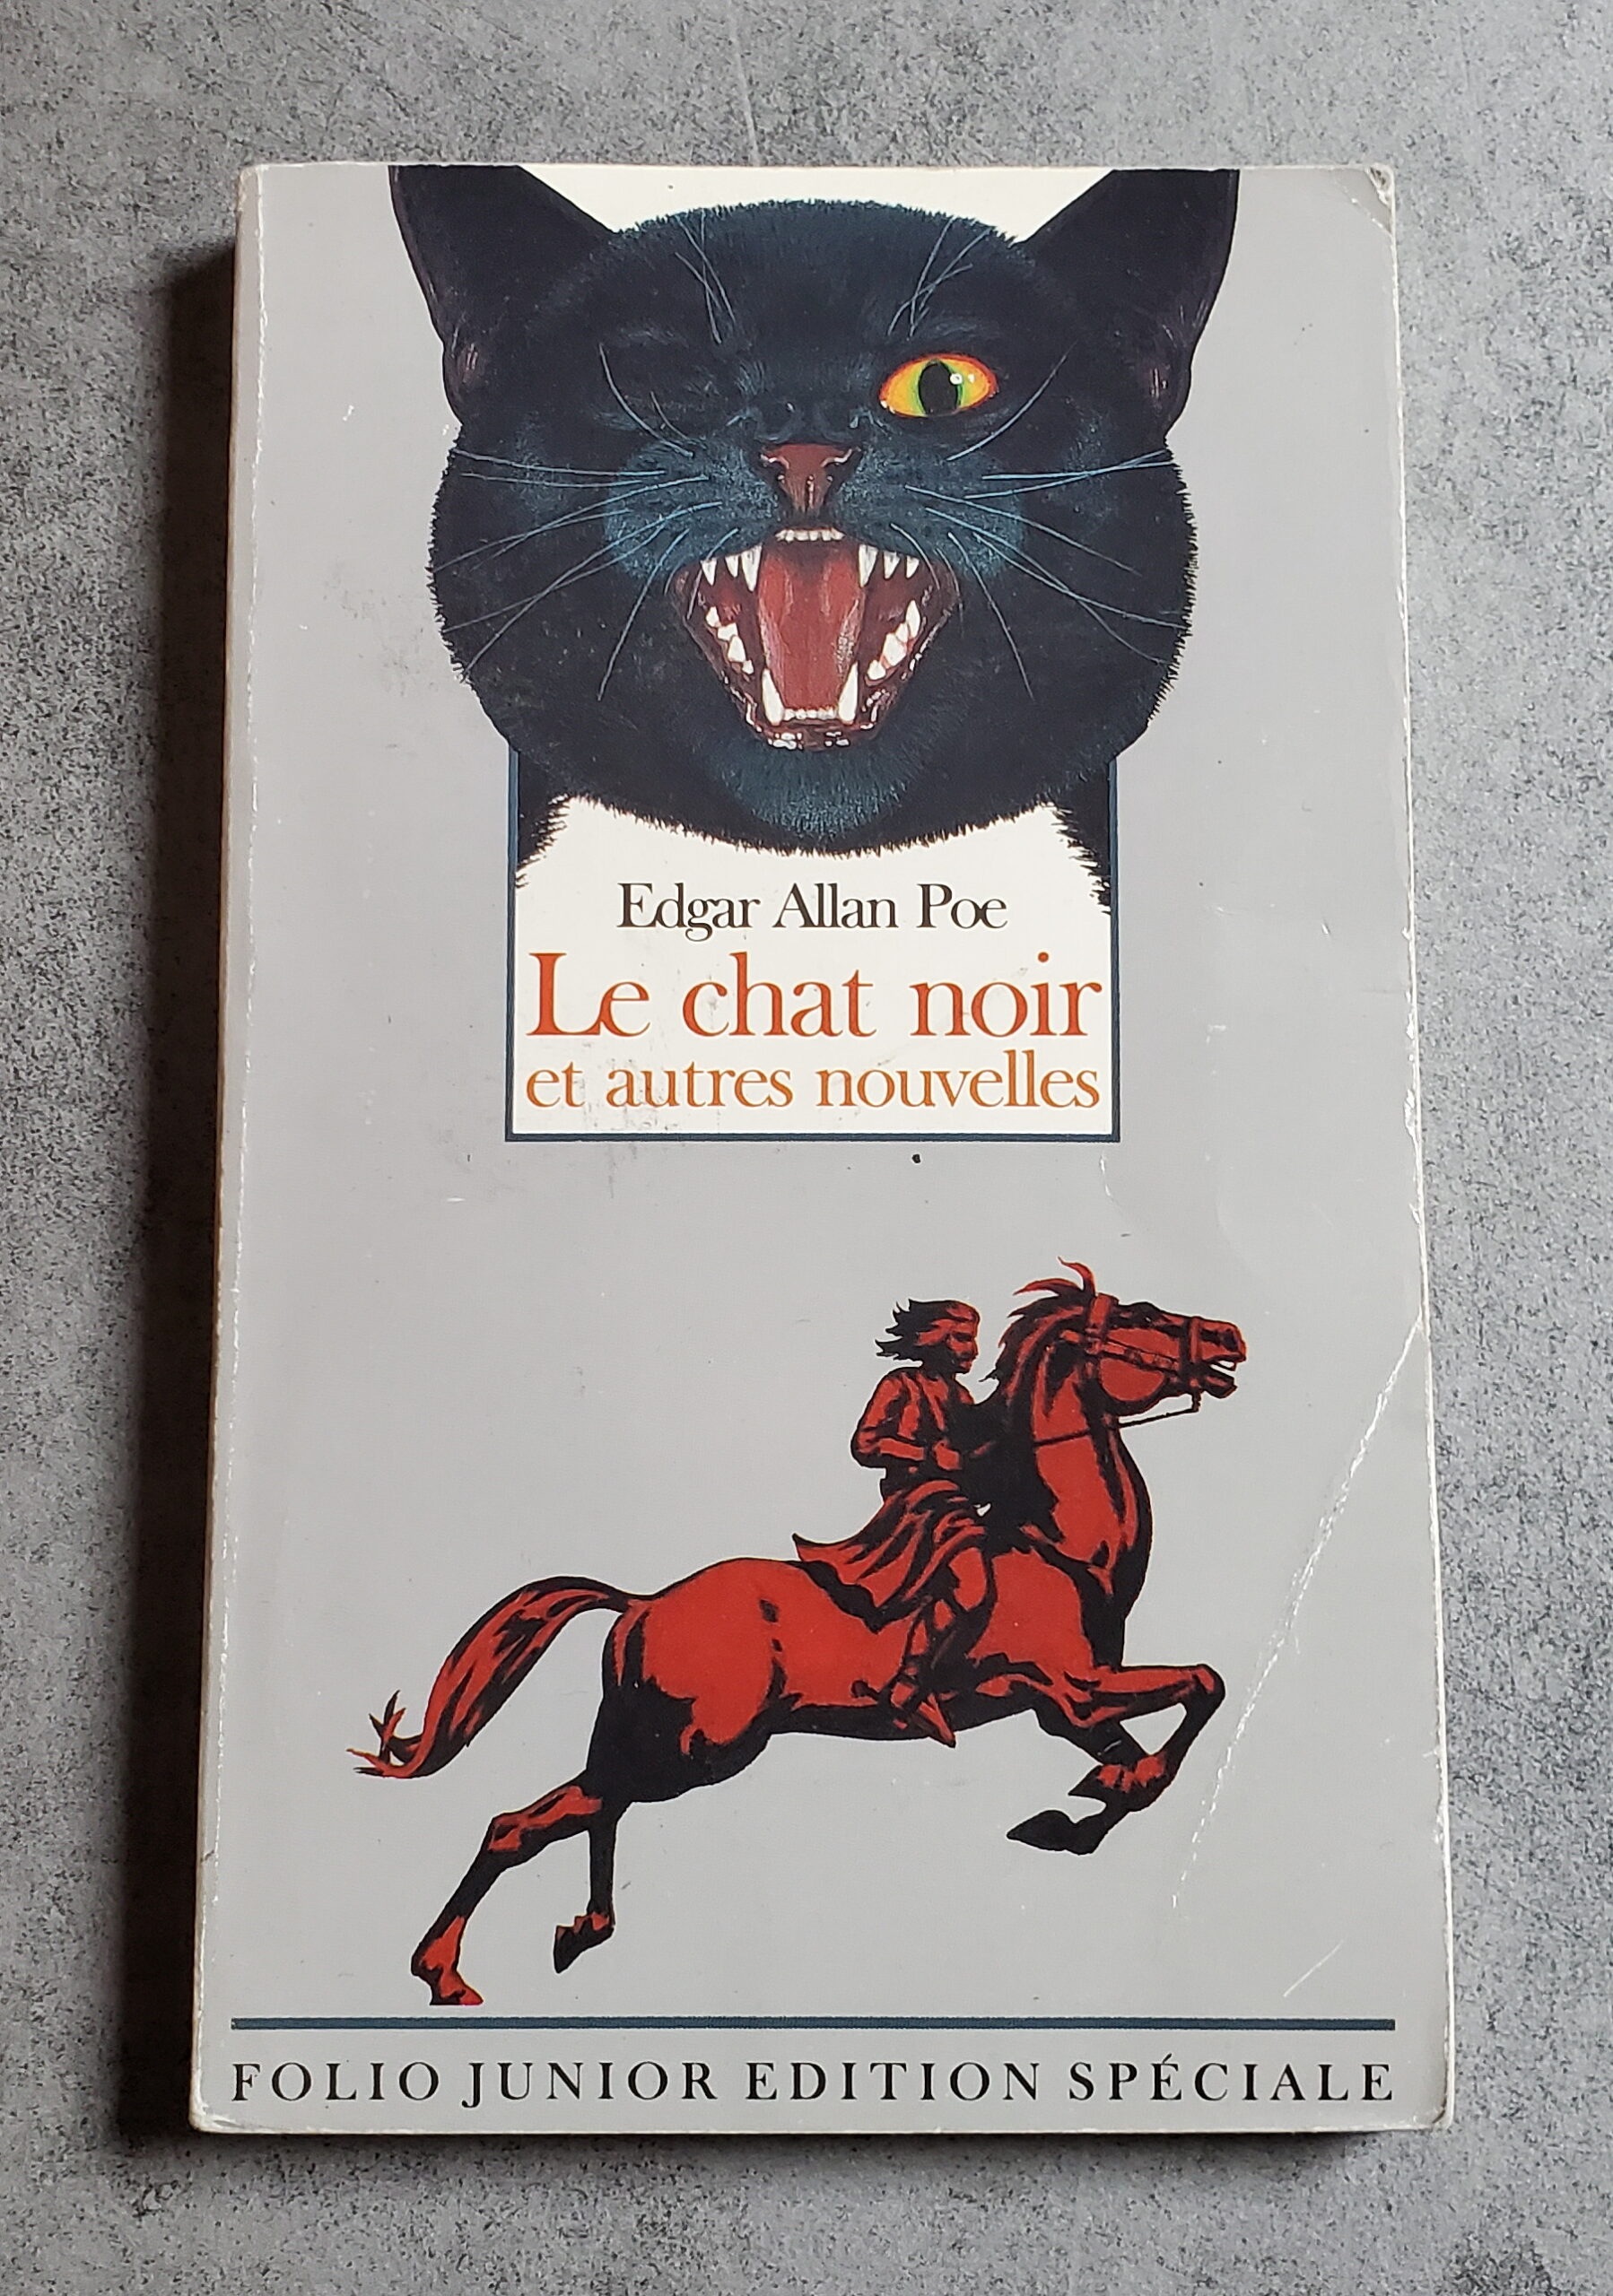 Edgar Allan Poe
Le chat noir
et autres nouvelles
FOLIO JUNIOR EDITION SPÉCIALE